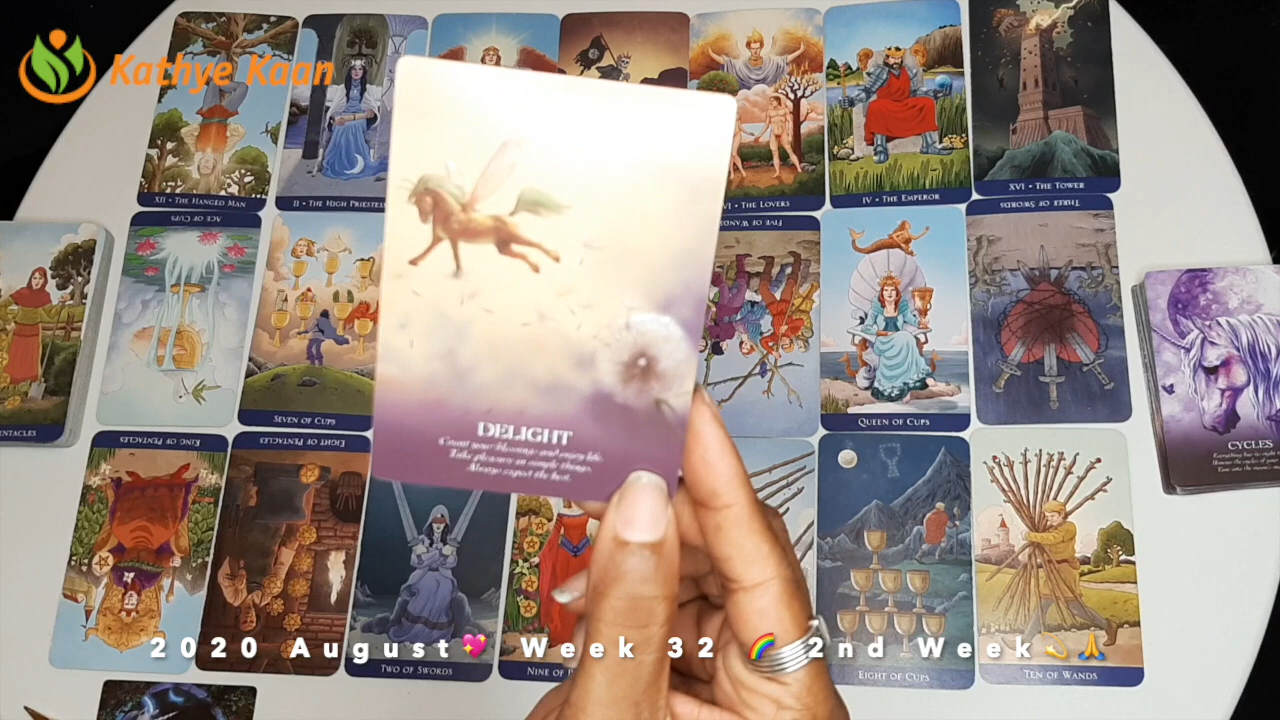 Kathye Kaan
XII • THE HANGED MAN
II • THE HIGH PRIESTESS
VI • THE LOVERS
IV • THE EMPEROR
XVI • THE TOWER
ACE OF CUPS
SEVEN OF CUPS
FIVE OF WANDS
QUEEN OF CUPS
THREE OF SWORDS
ENTACLES
DELIGHT
Count your blessings and enjoy life.
Take pleasure in simple things.
Always expect the best.
CYCLES
KING OF PENTACLES
EIGHT OF PENTACLES
TWO OF SWORDS
NINE OF P
EIGHT OF CUPS
TEN OF WANDS
2020 August💖 Week 32 🌈 2nd Week💫🙏